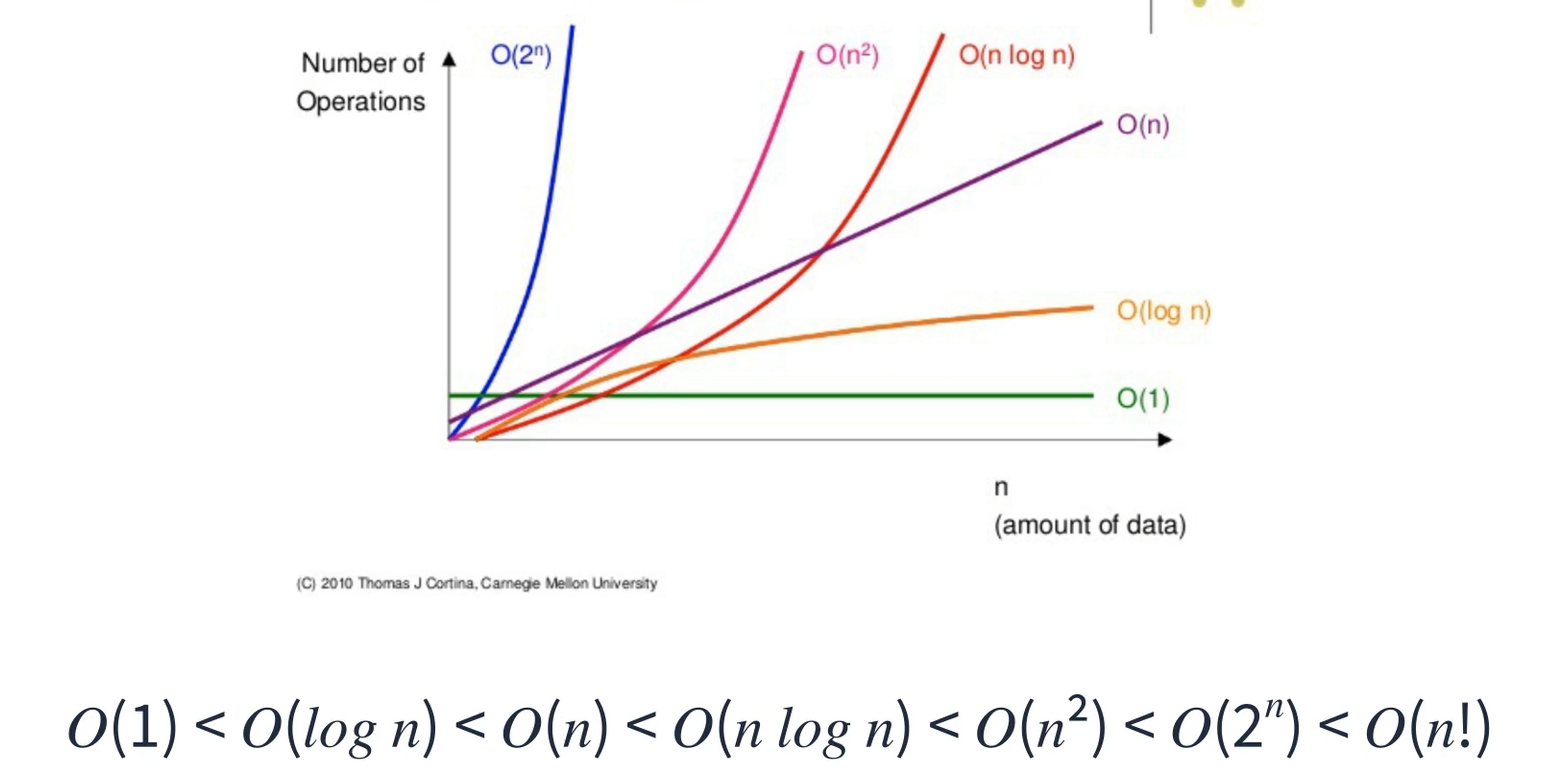 Number of
Operations
O(2ⁿ)
O(n²)
O(n log n)
O(n)
O(log n)
O(1)
n
(amount of data)
(C) 2010 Thomas J Cortina, Carnegie Mellon University
O(1) < O(log n) < O(n) < O(n log n) < O(n²) < O(2ⁿ) < O(n!)